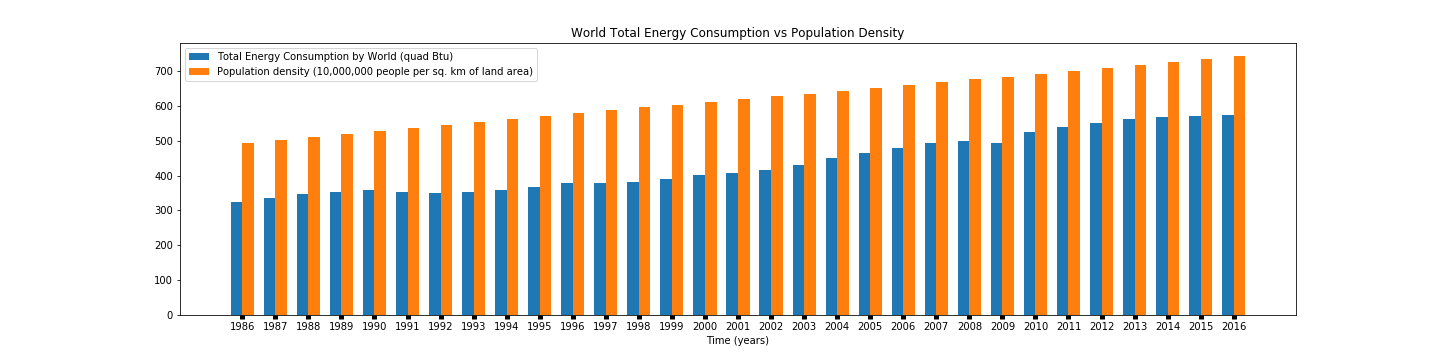 World Total Energy Consumption vs Population Density
Total Energy Consumption by World (quad Btu)
Population density (10,000,000 people per sq. km of land area)
700
600
500
400
300
200
100
0
1986 1987 1988 1989 1990 1991 1992 1993 1994 1995 1996 1997 1998 1999 2000 2001 2002 2003 2004 2005 2006 2007 2008 2009 2010 2011 2012 2013 2014 2015 2016
Time (years)